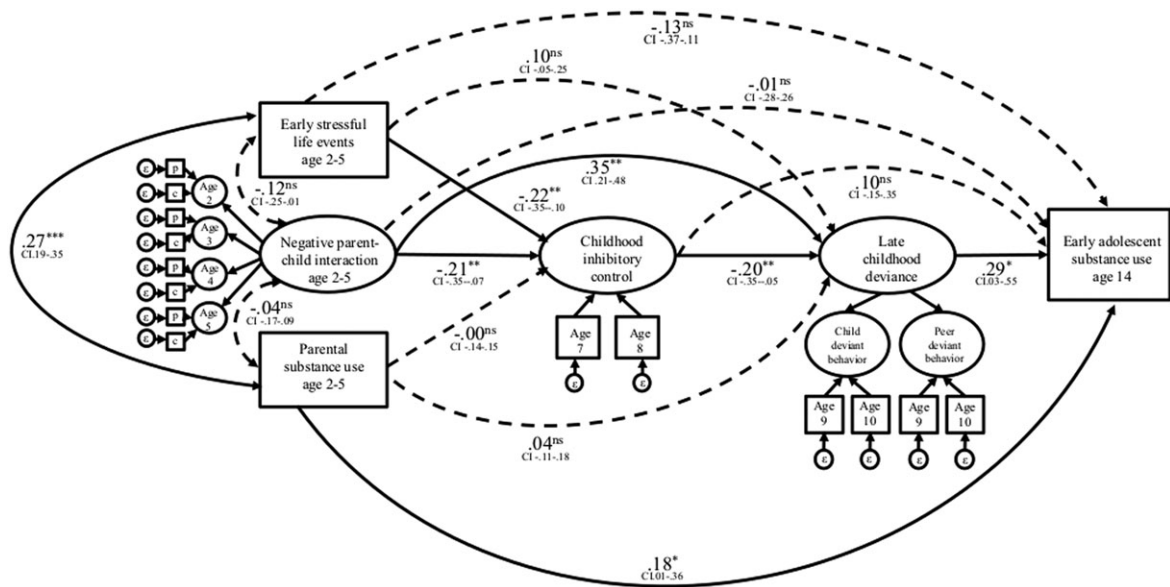 -.13ns
CI -.37-.11
.10ns
CI -.05-.25
-.01ns
CI -.28-.26
Early stressful
life events
age 2-5
.35**
CI .21-.48
-.22**
CI -.35--.10
.10ns
CI -.15-.35
-.12ns
CI -.25-.01
ε
p
ε
c
Age
2
ε
p
ε
c
Age
3
ε
p
ε
c
Age
4
ε
p
ε
c
Age
5
.27***
CI.19-.35
Negative parent-
child interaction
age 2-5
-.21**
CI -.35--.07
Childhood
inhibitory
control
-.20**
CI -.35--.05
Late
childhood
deviance
.29*
CI.03-.55
Early adolescent
substance use
age 14
-.04ns
CI -.17-.09
-.00ns
CI -.14-.15
Age
7
Age
8
ε
ε
Parental
substance use
age 2-5
Child
deviant
behavior
Peer
deviant
behavior
Age
9
Age
10
Age
9
Age
10
ε
ε
ε
ε
.04ns
CI -.11-.18
.18*
CI.01-.36